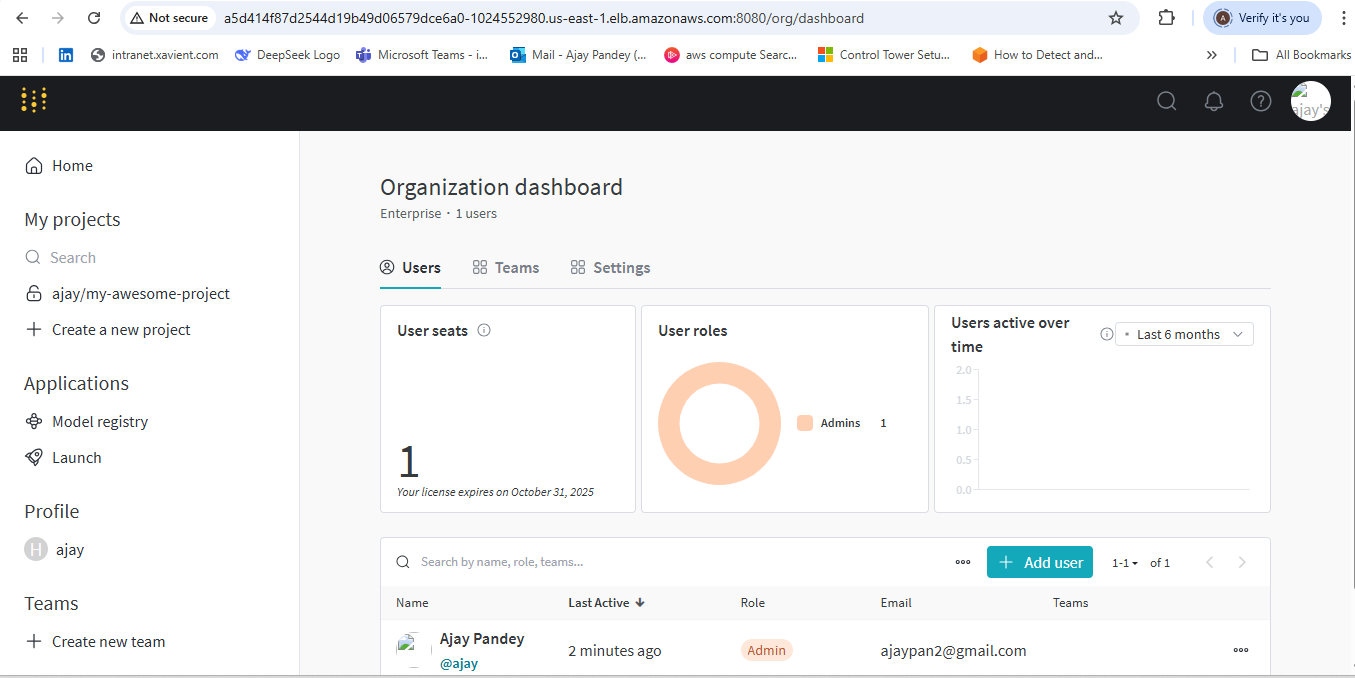 Not secure
a5d414f87d2544d19b49d06579dce6a0-1024552980.us-east-1.elb.amazonaws.com:8080/org/dashboard
Verify it's you
intranet.xavient.com
DeepSeek Logo
Microsoft Teams - i...
Mail - Ajay Pandey (...
aws compute Searc...
Control Tower Setu...
How to Detect and...
All Bookmarks
ajay's
Home
My projects
Search
ajay/my-awesome-project
Create a new project
Applications
Model registry
Launch
Profile
H ajay
Teams
Create new team
Organization dashboard
Enterprise · 1 users
Users
Teams
Settings
User seats
1
Your license expires on October 31, 2025
User roles
Admins 1
Users active over
time
Last 6 months
2.0
1.5
1.0
0.5
0.0
Search by name, role, teams...
Add user
1-1
of 1
Name Last Active Role Email Teams
Ajay Pandey
@ajay
2 minutes ago
Admin
ajaypan2@gmail.com